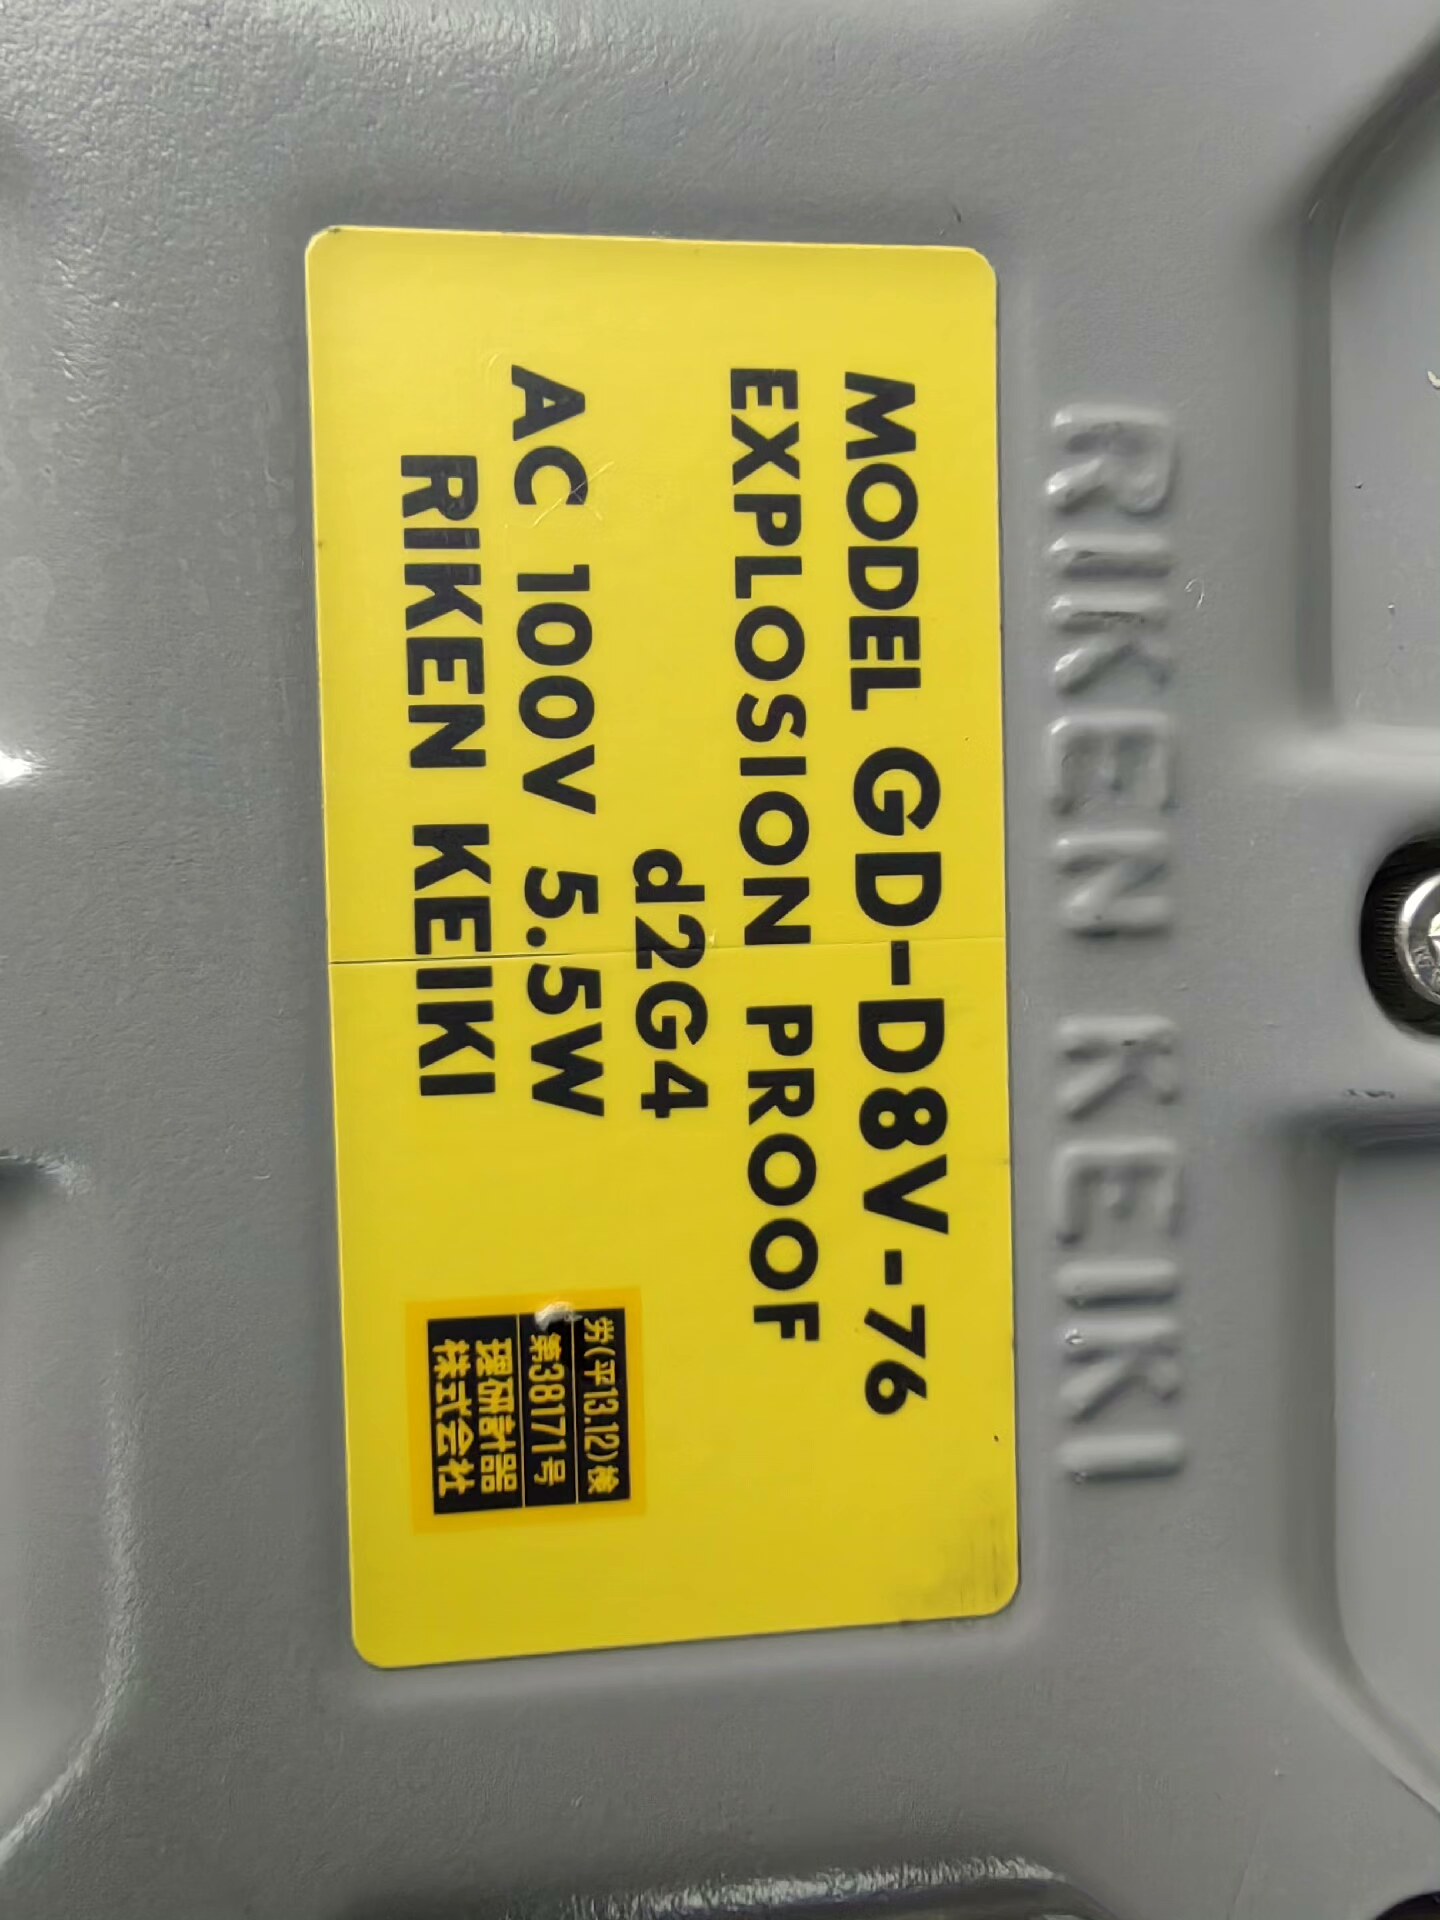 RIKEN KEIKI
MODEL GD-D8V-76
EXPLOSION PROOF
d2G4
AC 100V 5.5W
RIKEN KEIKI
労(平13.12)検
第38171号
理研計器
株式会社